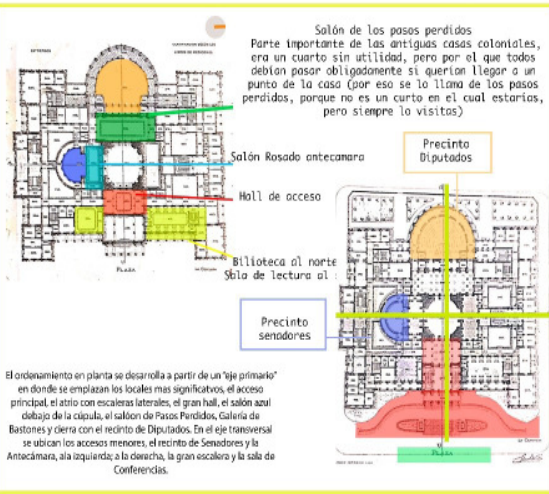 Salón de los pasos perdidos
Parte importante de las antiguas casas coloniales,
era un cuarto sin utilidad, pero por el que todos
debían pasar obligadamente si querían llegar a un
punto de la casa (por eso se lo llama de los pasos
perdidos, porque no es un curto en el cual estarías,
pero siempre lo visitas)
Salón Rosado antecamara
Hall de acceso
Bilioteca al norte
Sala de lectura al
PLAZA
Precinto
Diputados
Precinto
senadores
PLAZA
El ordenamiento en planta se desarrolla a partir de un "eje primario"
en donde se emplazan los locales mas significatvos, el acceso
principal, el atrio con escaleras laterales, el gran hall, el salón azul
debajo de la cúpula, el salóon de Pasos Perdidos, Galería de
Bastones y cierra con el recinto de Diputados. En el eje transversal
se ubican los accesos menores, el recinto de Senadores y la
Antecámara, ala izquierda; a la derecha, la gran escalera y la sala de
Conferencias.